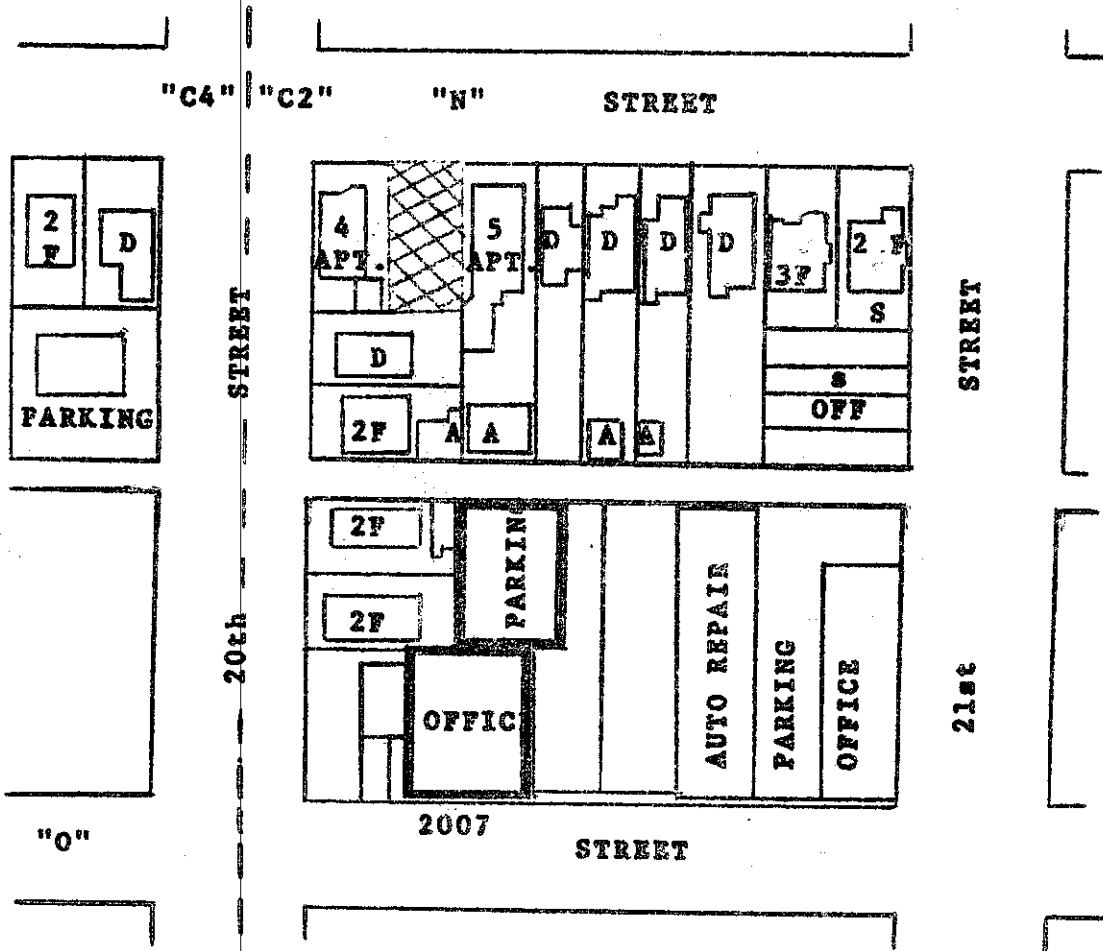 "C4" "C2" "N" STREET
2
F
D
4
APT.
5
APT.
D
D
D
D
3F
2 F
S
STREET
STREET
D
PARKING
2F
A
A
A
A
s
OFF
2F
PARKIN
2F
20th
OFFIC
AUTO REPAIR
PARKING
OFFICE
21st
"O"
2007
STREET